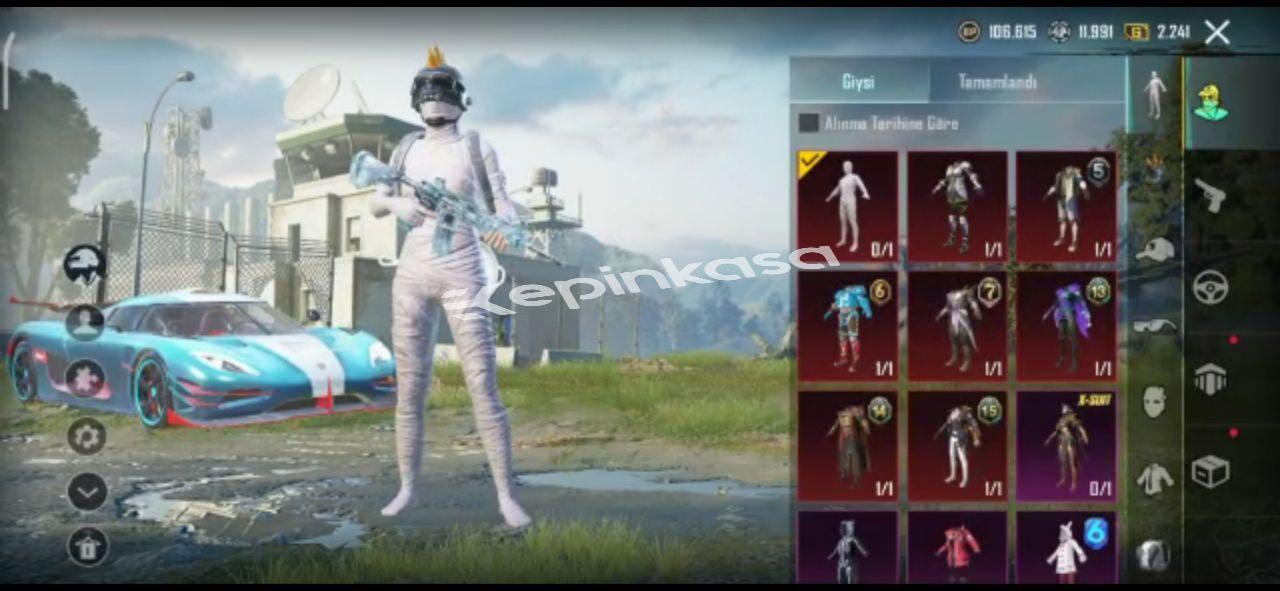 106.615 11.991 2.241
Giysi Tamamlandı
Alınma Tarihine Göre
0/1 1/1 5 1/1
6 1/1 7 1/1 13 1/1
14 1/1 15 1/1 X-SUIT 0/1
6
epinkasa